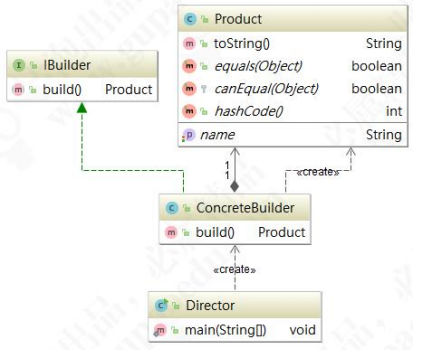 Product
toString() String
equals(Object) boolean
canEqual(Object) boolean
hashCode() int
name String
IBuilder
build() Product
1
1
«create»
ConcreteBuilder
build() Product
«create»
Director
main(String[]) void